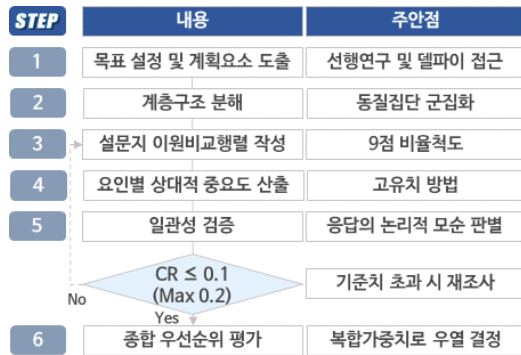 STEP 내용 주안점
1 목표 설정 및 계획요소 도출 선행연구 및 델파이 접근
2 계층구조 분해 동질집단 군집화
3 설문지 이원비교행렬 작성 9점 비율척도
4 요인별 상대적 중요도 산출 고유치 방법
5 일관성 검증 응답의 논리적 모순 판별
CR ≤ 0.1
(Max 0.2)
기준치 초과 시 재조사
No
Yes
6 종합 우선순위 평가 복합가중치로 우열 결정